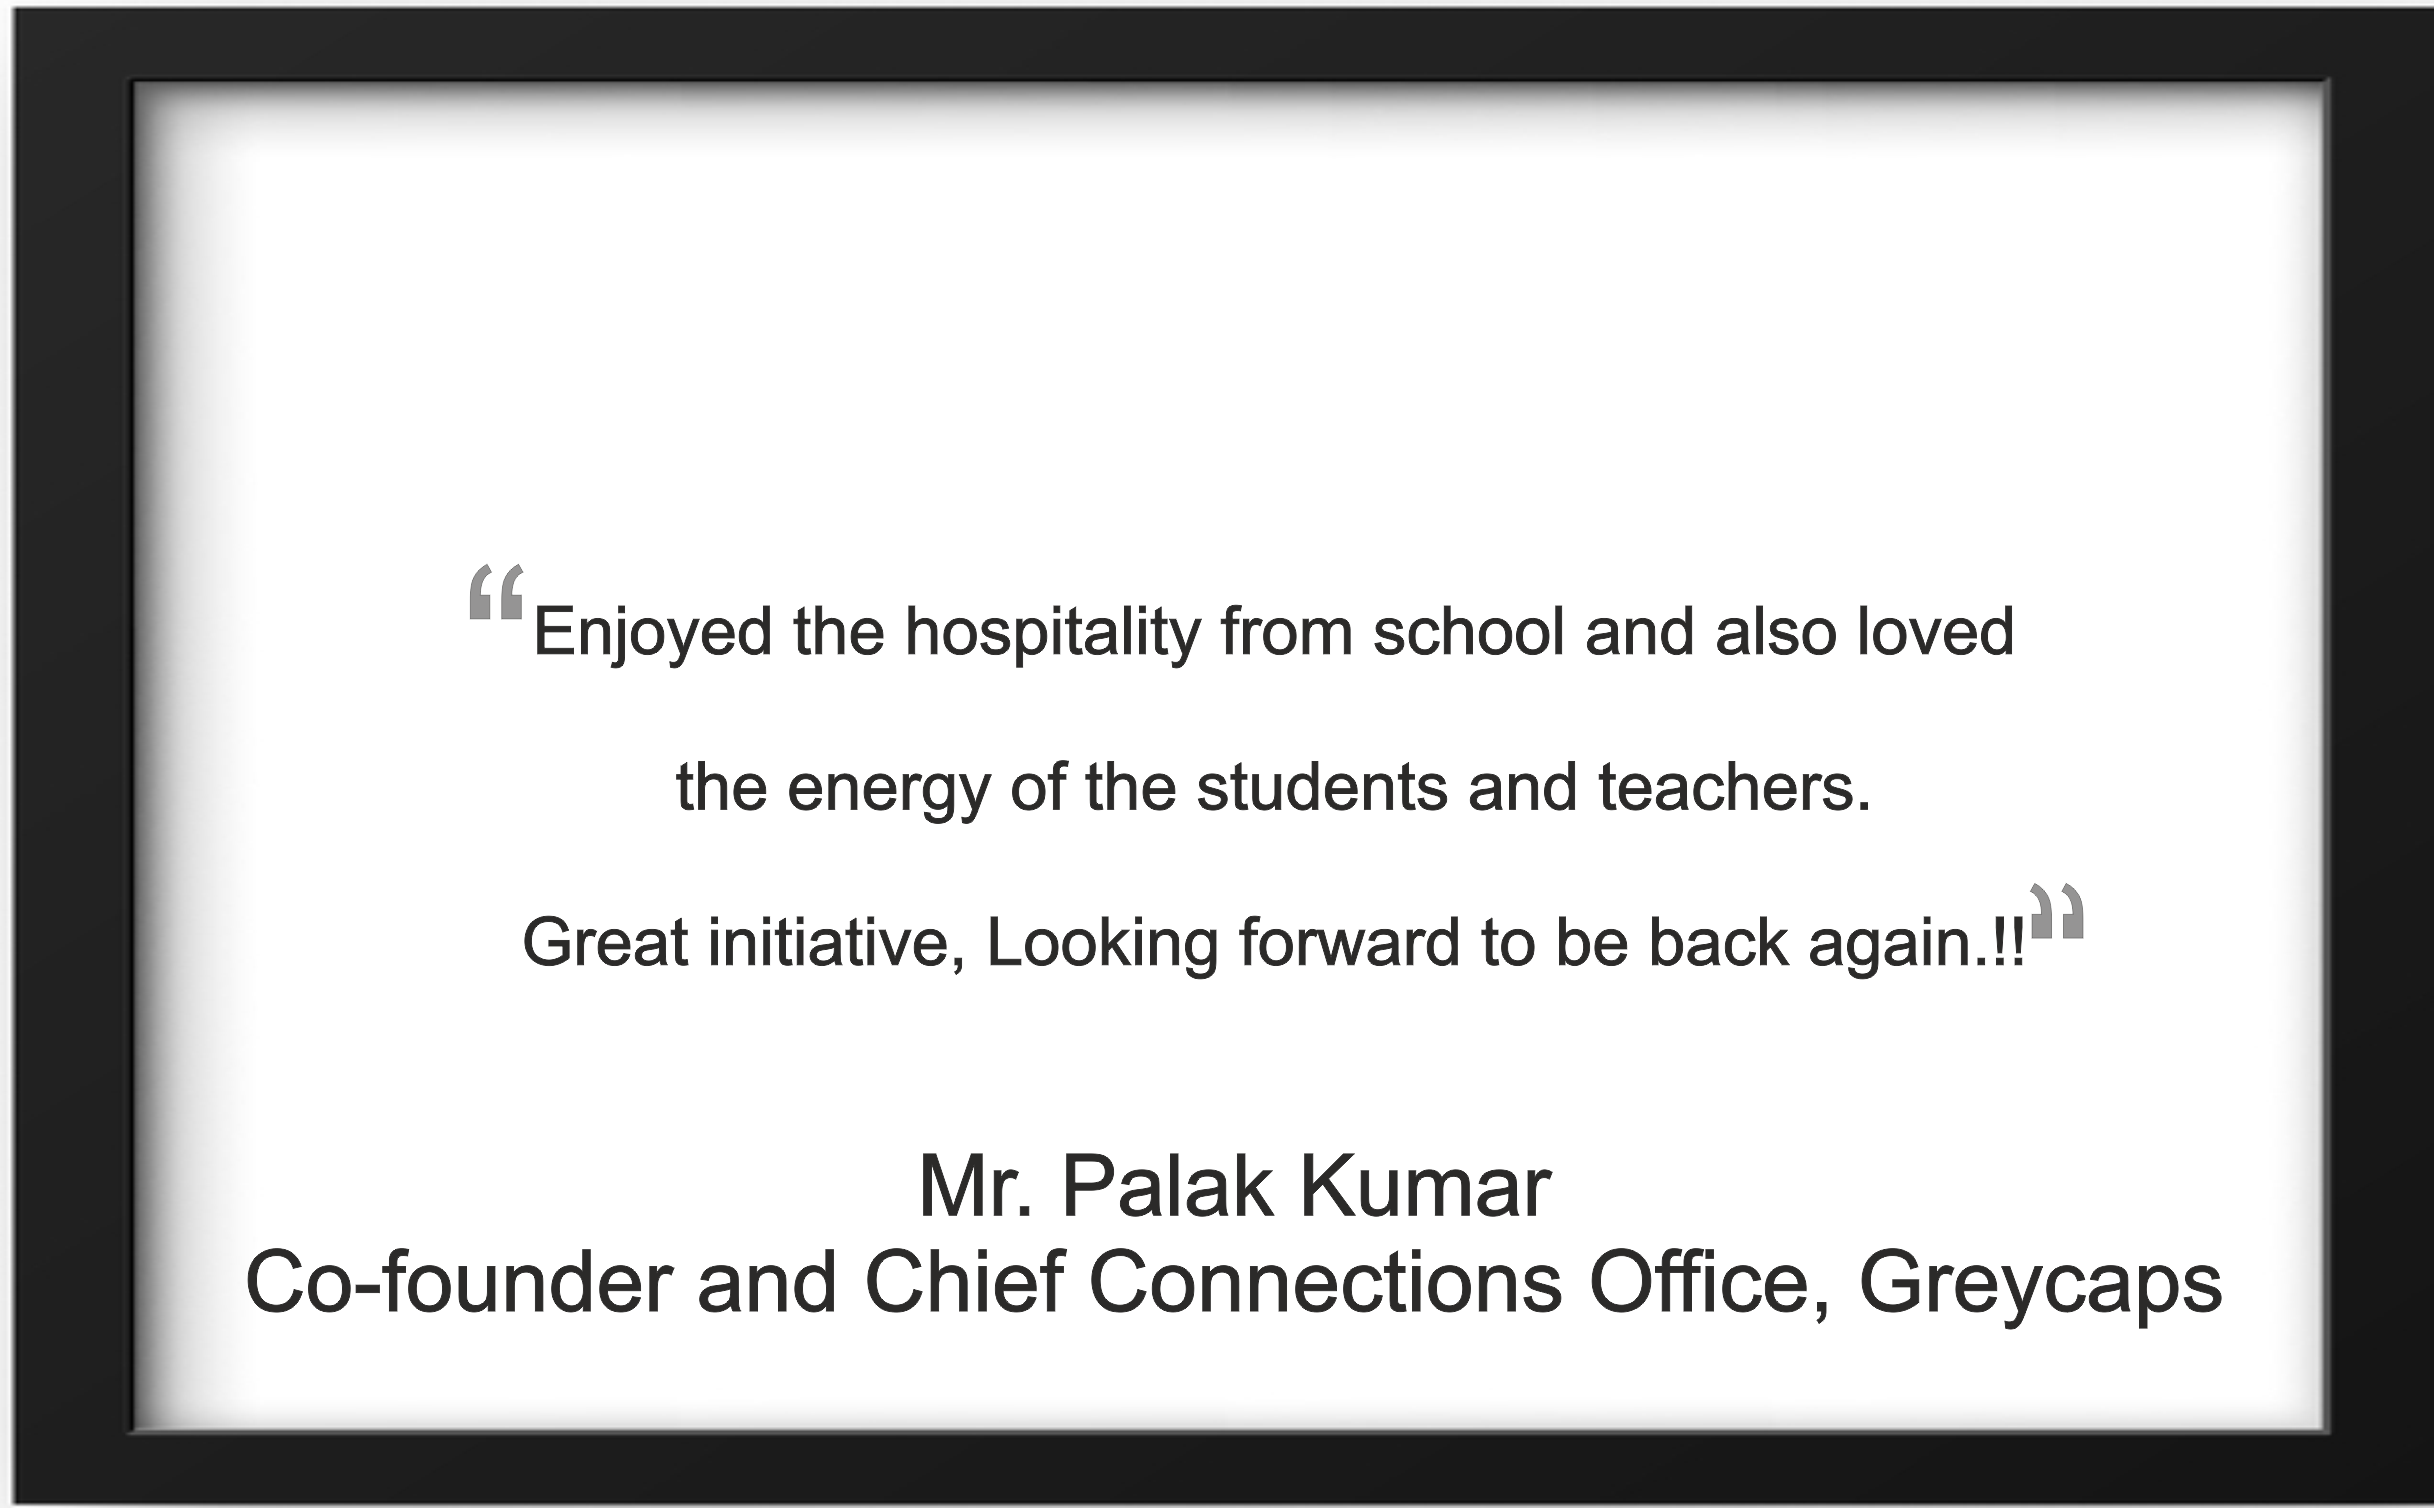 “Enjoyed the hospitality from school and also loved
the energy of the students and teachers.
Great initiative, Looking forward to be back again.!!”
Mr. Palak Kumar
Co-founder and Chief Connections Office, Greycaps